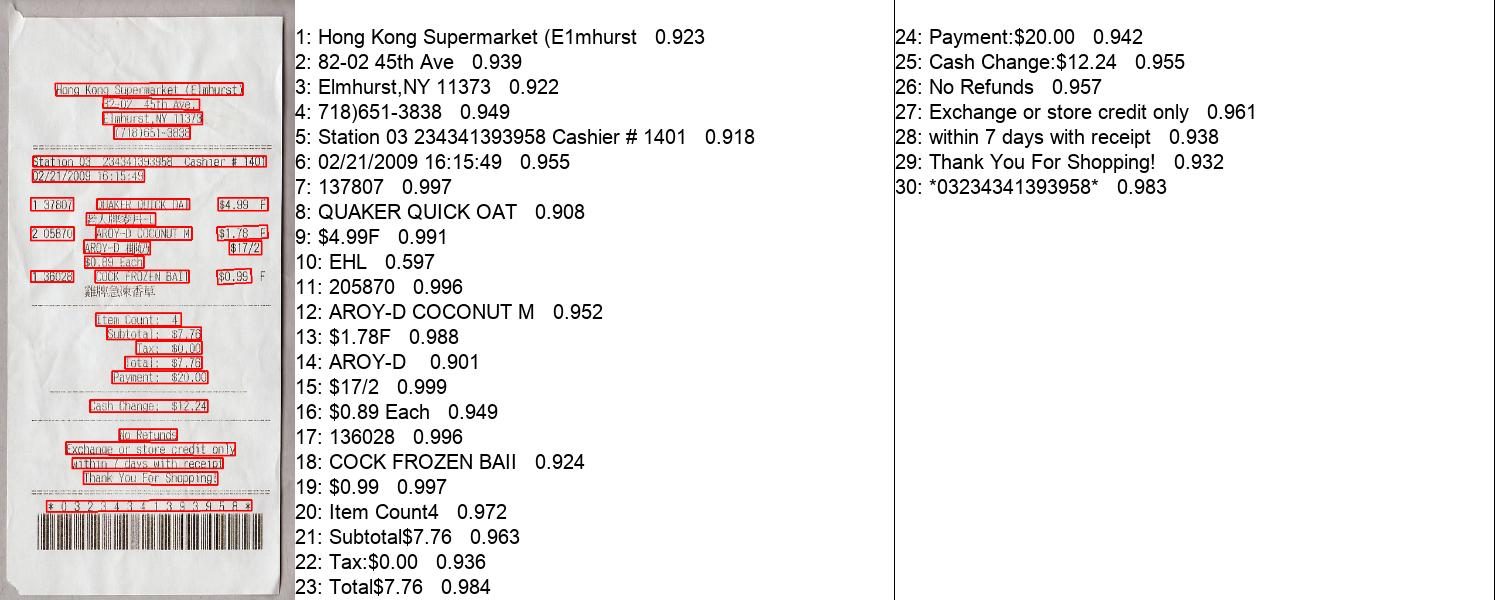 Hong Kong Supermarket (Elmhurst)
82-02 45th Ave.
Elmhurst,NY 11373
(718)651-3838
Station 03 234341393958 Cashier # 1401
02/21/2009 16:15:49
1 37807 QUAKER QUICK OAT $4.99 F
2 05870 AROY-D COCONUT M $1.78 F
AROY-D $17/2
$0.89 Each
1 36028 COCK FROZEN BAII $0.99 F
雞牌急凍香草
Item Count: 4
Subtotal: $7.76
Tax: $0.00
Total: $7.76
Payment: $20.00
Cash Change: $12.24
No Refunds
Exchange or store credit only
within 7 days with receipt
Thank You For Shopping!
* 0 3 2 3 4 3 4 1 3 9 3 9 5 8 *
1: Hong Kong Supermarket (E1mhurst 0.923
2: 82-02 45th Ave 0.939
3: Elmhurst,NY 11373 0.922
4: 718)651-3838 0.949
5: Station 03 234341393958 Cashier # 1401 0.918
6: 02/21/2009 16:15:49 0.955
7: 137807 0.997
8: QUAKER QUICK OAT 0.908
9: $4.99F 0.991
10: EHL 0.597
11: 205870 0.996
12: AROY-D COCONUT M 0.952
13: $1.78F 0.988
14: AROY-D 0.901
15: $17/2 0.999
16: $0.89 Each 0.949
17: 136028 0.996
18: COCK FROZEN BAII 0.924
19: $0.99 0.997
20: Item Count4 0.972
21: Subtotal$7.76 0.963
22: Tax:$0.00 0.936
23: Total$7.76 0.984
24: Payment:$20.00 0.942
25: Cash Change:$12.24 0.955
26: No Refunds 0.957
27: Exchange or store credit only 0.961
28: within 7 days with receipt 0.938
29: Thank You For Shopping! 0.932
30: *03234341393958* 0.983